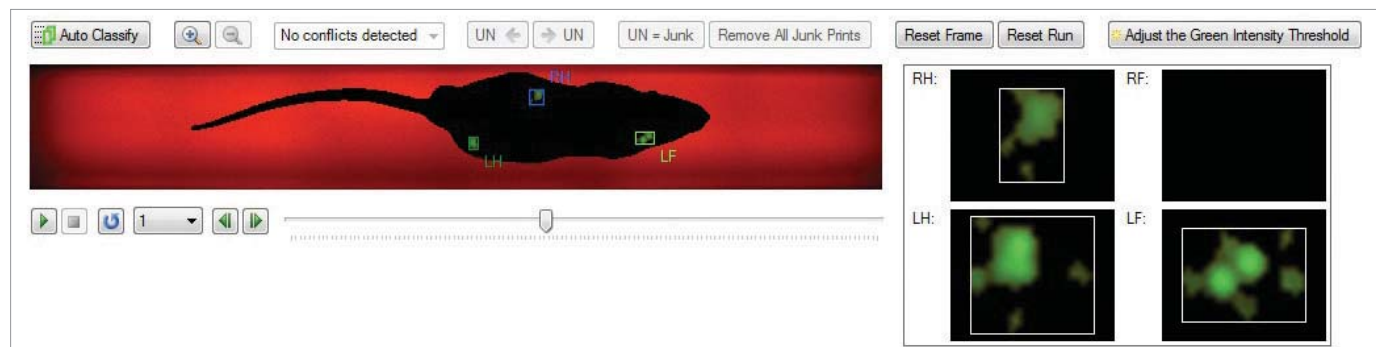 Auto Classify No conflicts detected UN UN UN = Junk Remove All Junk Prints Reset Frame Reset Run Adjust the Green Intensity Threshold
RH
LH
LF
1
RH: RF:
LH: LF: